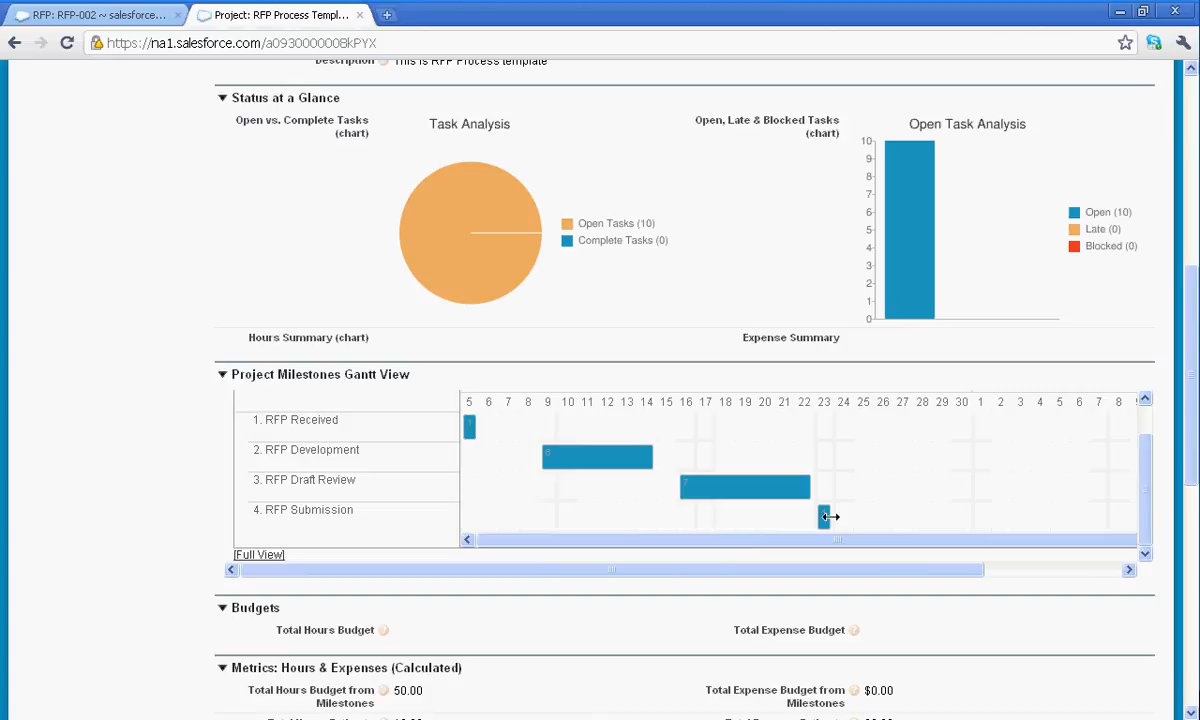 RFP: RFP-002 ~ salesforce...
Project: RFP Process Templ...
https://na1.salesforce.com/a0930000008kPYX
Description This is RFP Process template
Status at a Glance
Open vs. Complete Tasks
(chart)
Task Analysis
Open Tasks (10)
Complete Tasks (0)
Open, Late & Blocked Tasks
(chart)
Open Task Analysis
10
9
8
7
6
5
4
3
2
1
0
Open (10)
Late (0)
Blocked (0)
Hours Summary (chart)
Expense Summary
Project Milestones Gantt View
5 6 7 8 9 10 11 12 13 14 15 16 17 18 19 20 21 22 23 24 25 26 27 28 29 30 1 2 3 4 5 6 7 8
1. RFP Received
2. RFP Development
6
3. RFP Draft Review
7
4. RFP Submission
[Full View]
Budgets
Total Hours Budget
Total Expense Budget
Metrics: Hours & Expenses (Calculated)
Total Hours Budget from
Milestones
50.00
Total Expense Budget from
Milestones
$0.00